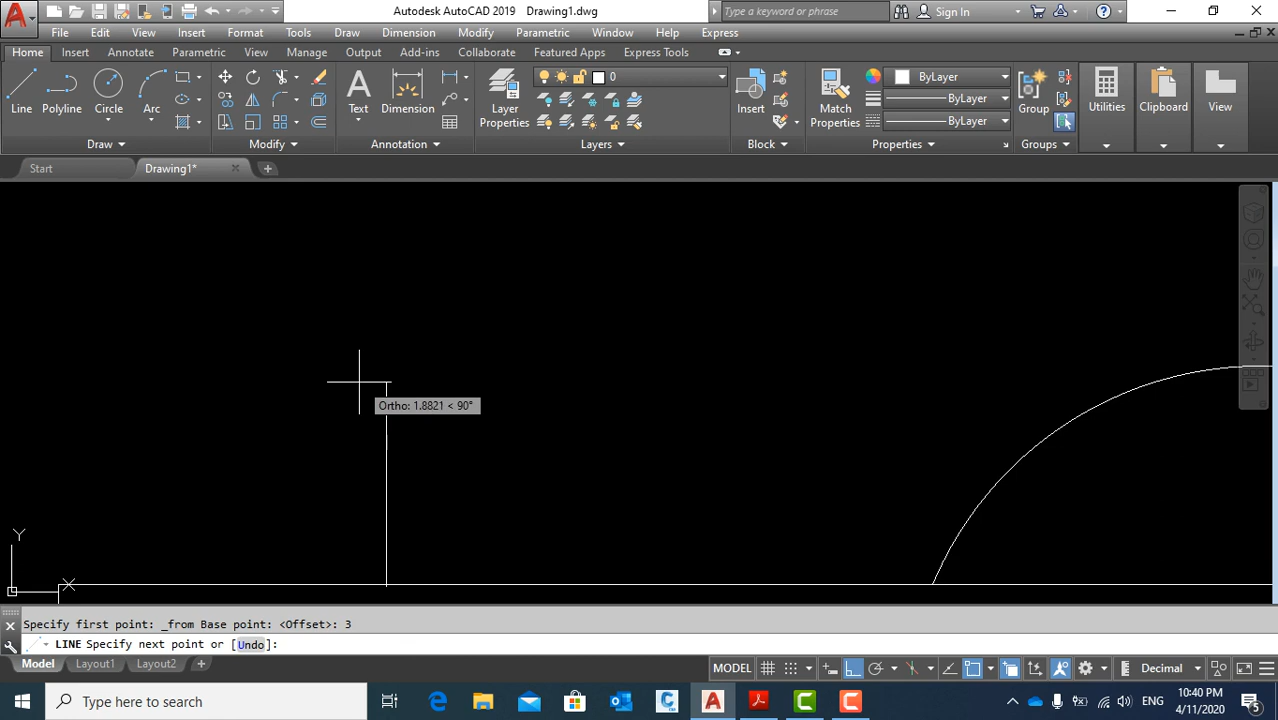 Autodesk AutoCAD 2019 Drawing1.dwg
Type a keyword or phrase
Sign In
File Edit View Insert Format Tools Draw Dimension Modify Parametric Window Help Express
Home Insert Annotate Parametric View Manage Output Add-ins Collaborate Featured Apps Express Tools
0
ByLayer
ByLayer
ByLayer
Line Polyline Circle Arc Text Dimension Layer Properties Insert Match Properties Group Utilities Clipboard View
Draw Modify Annotation Layers Block Properties Groups
Start Drawing1*
Ortho: 1.8821 < 90°
Y
Specify first point: _from Base point: <Offset>: 3
LINE Specify next point or [Undo]:
Model Layout1 Layout2
MODEL
Decimal
Type here to search
ENG
10:40 PM
4/11/2020
5